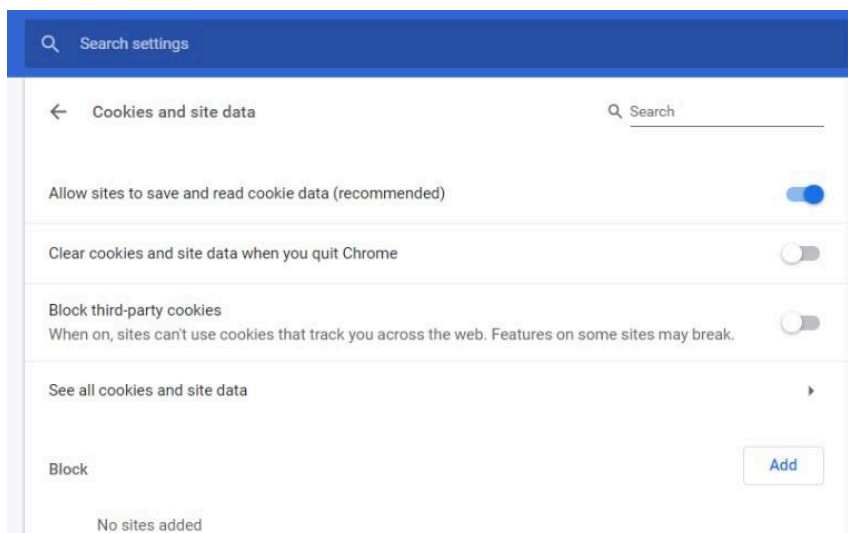 Search settings
Cookies and site data
Search
Allow sites to save and read cookie data (recommended)
Clear cookies and site data when you quit Chrome
Block third-party cookies
When on, sites can't use cookies that track you across the web. Features on some sites may break.
See all cookies and site data
Block
Add
No sites added